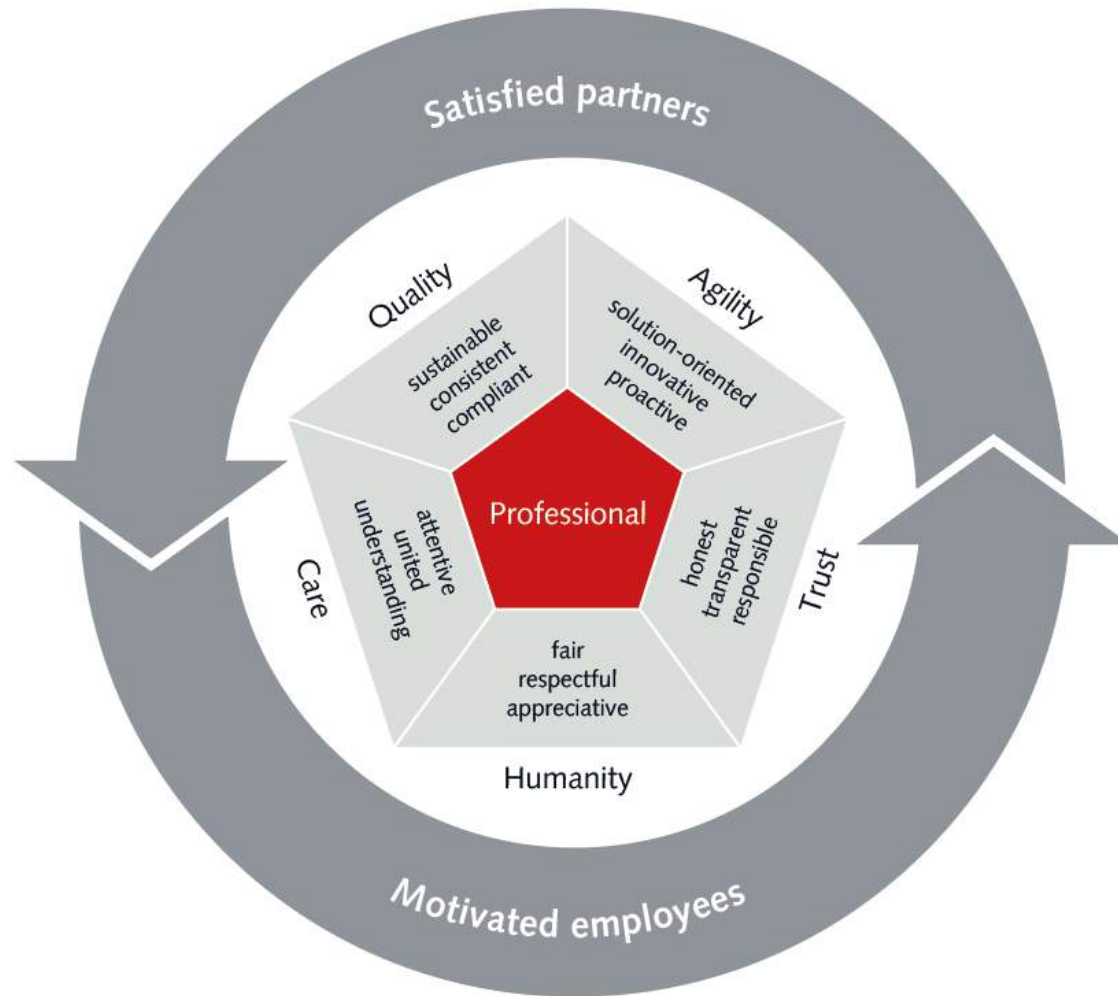 Satisfied partners
Quality
sustainable
consistent
compliant
Agility
solution-oriented
innovative
proactive
Professional
Care
attentive
united
understanding
Trust
honest
transparent
responsible
fair
respectful
appreciative
Humanity
Motivated employees